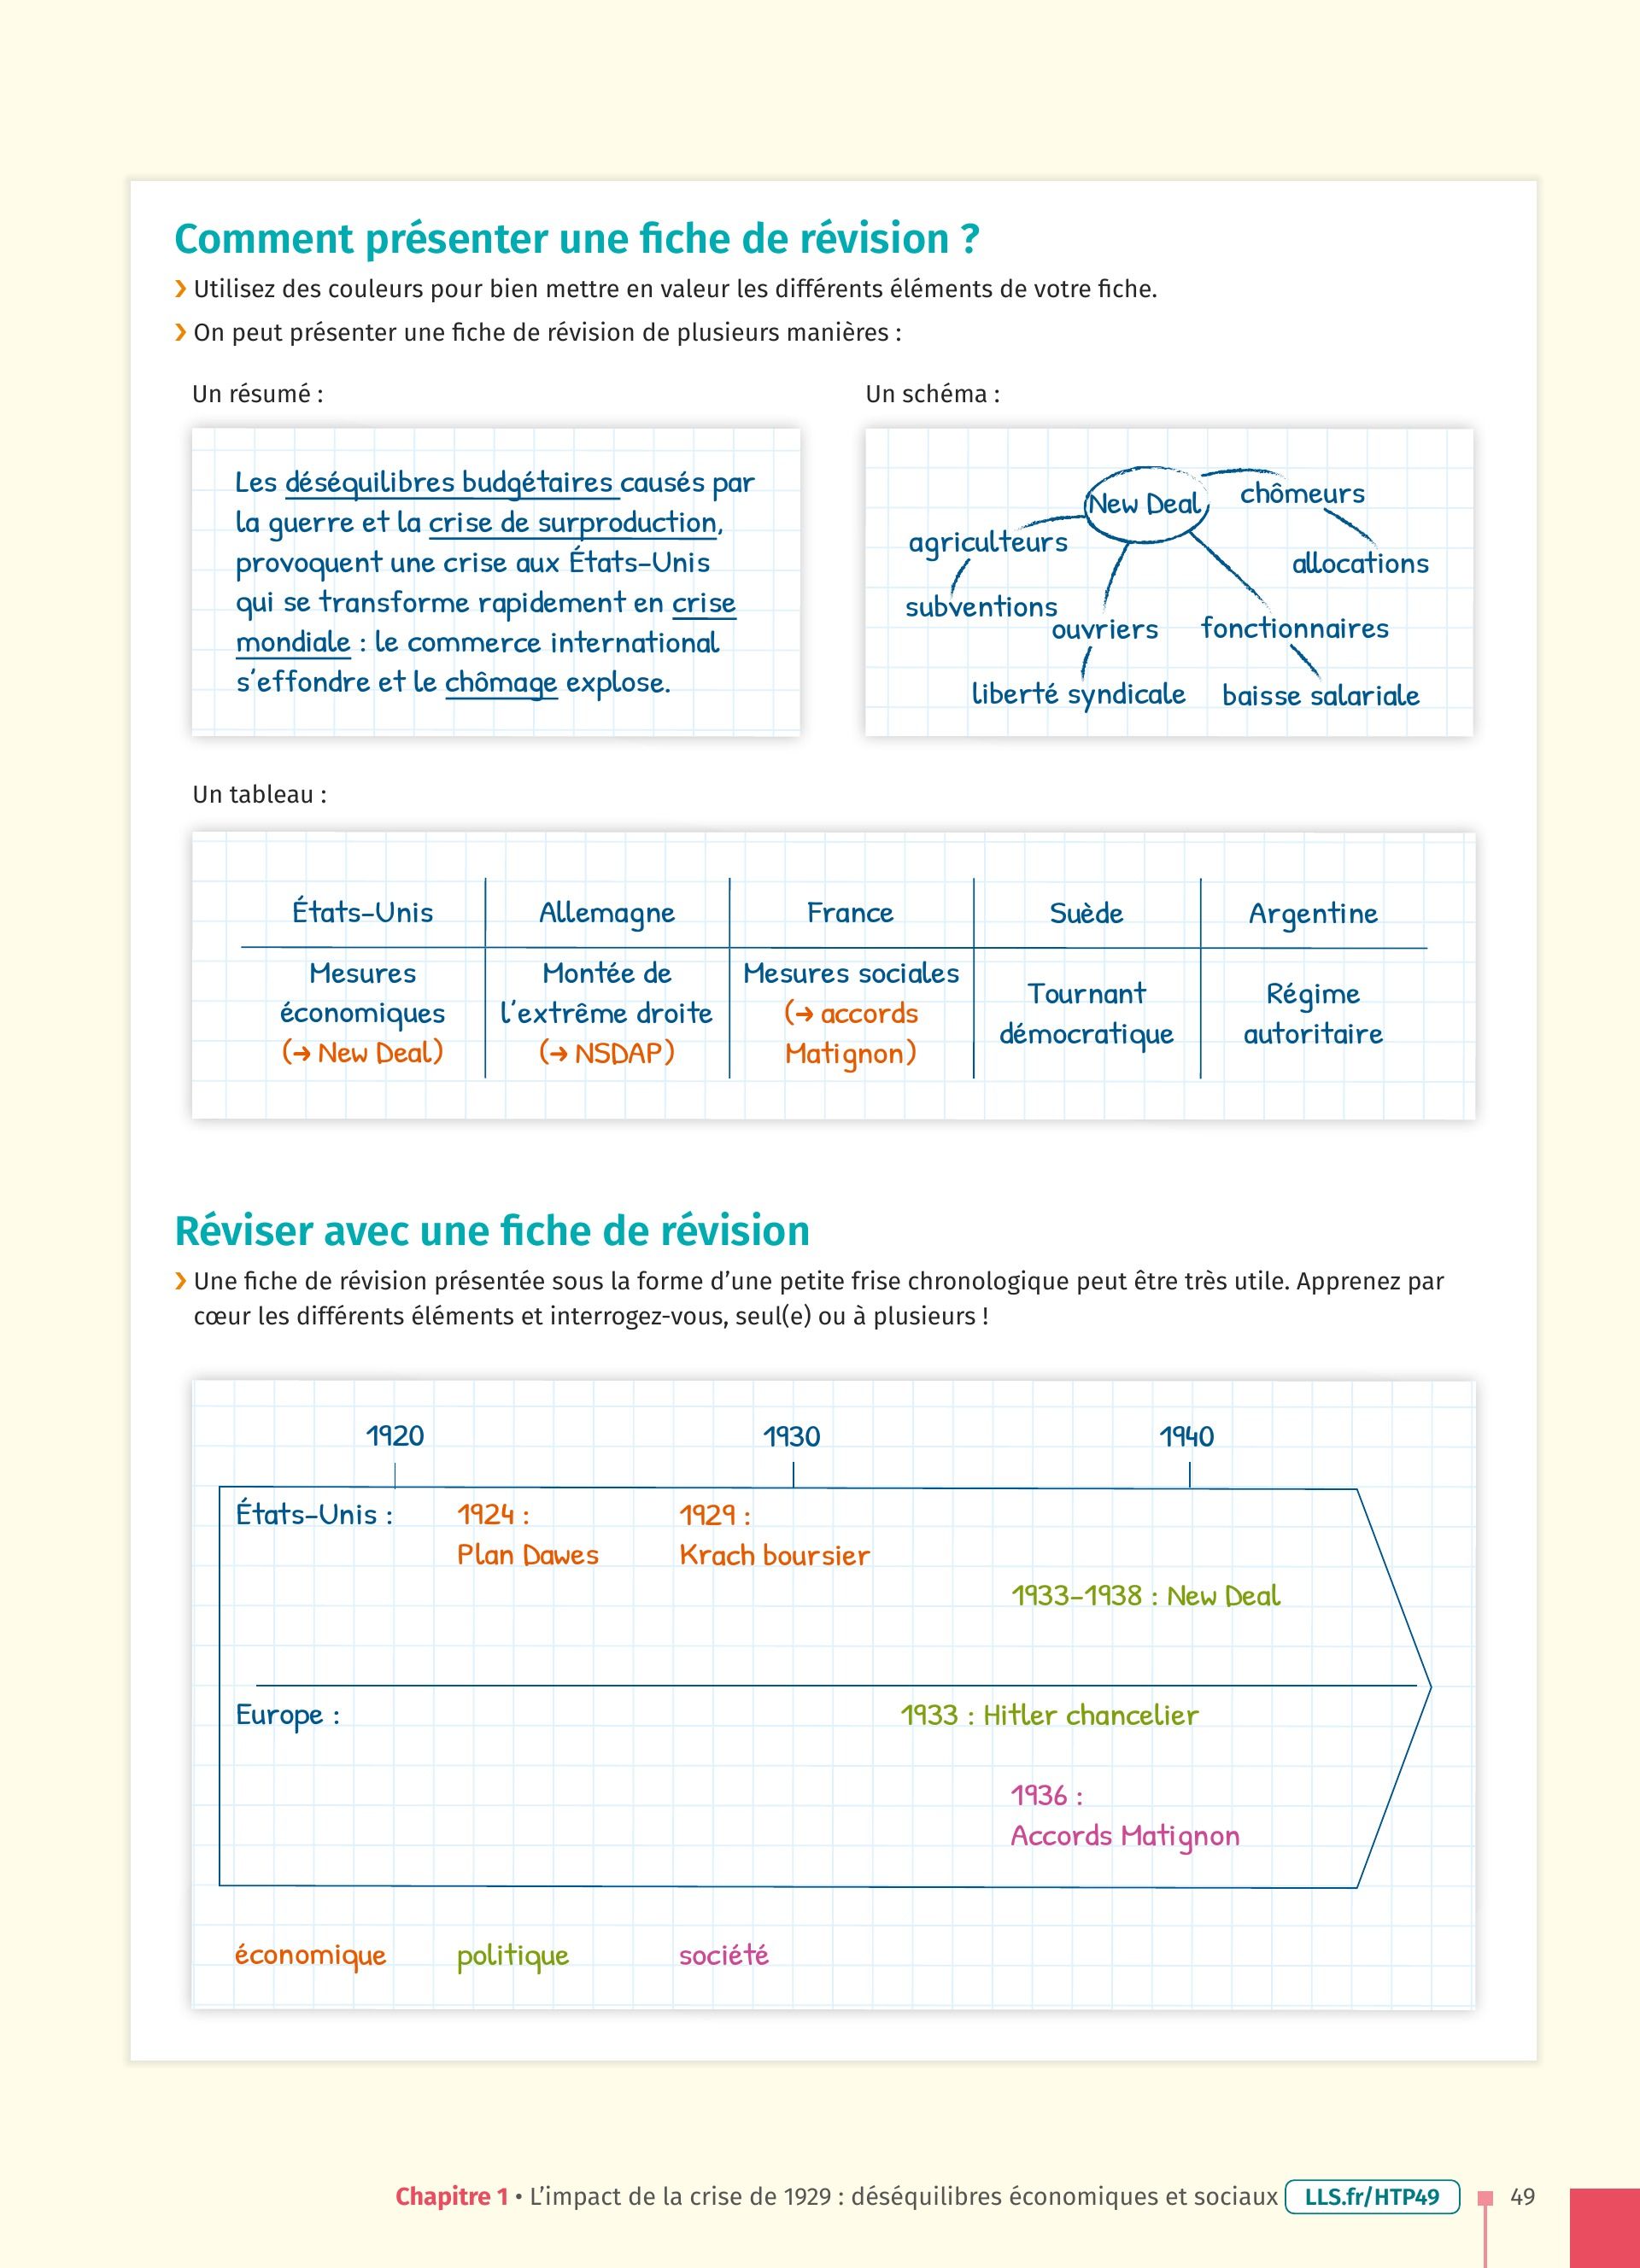 Comment présenter une fiche de révision ?
› Utilisez des couleurs pour bien mettre en valeur les différents éléments de votre fiche.
› On peut présenter une fiche de révision de plusieurs manières :
Un résumé :
Les déséquilibres budgétaires causés par
la guerre et la crise de surproduction,
provoquent une crise aux États-Unis
qui se transforme rapidement en crise
mondiale : le commerce international
s'effondre et le chômage explose.
Un schéma :
New Deal
chômeurs
agriculteurs
allocations
subventions
ouvriers
fonctionnaires
liberté syndicale
baisse salariale
Un tableau :
États-Unis
Allemagne
France
Suède
Argentine
Mesures
économiques
(→ New Deal)
Montée de
l'extrême droite
(→ NSDAP)
Mesures sociales
(→ accords
Matignon)
Tournant
démocratique
Régime
autoritaire
Réviser avec une fiche de révision
› Une fiche de révision présentée sous la forme d'une petite frise chronologique peut être très utile. Apprenez par
cœur les différents éléments et interrogez-vous, seul(e) ou à plusieurs !
1920
1930
1940
États-Unis :
1924 :
Plan Dawes
1929 :
Krach boursier
1933-1938 : New Deal
Europe :
1933 : Hitler chancelier
1936 :
Accords Matignon
économique
politique
société
Chapitre 1 • L'impact de la crise de 1929 : déséquilibres économiques et sociaux LLS.fr/HTP49 49